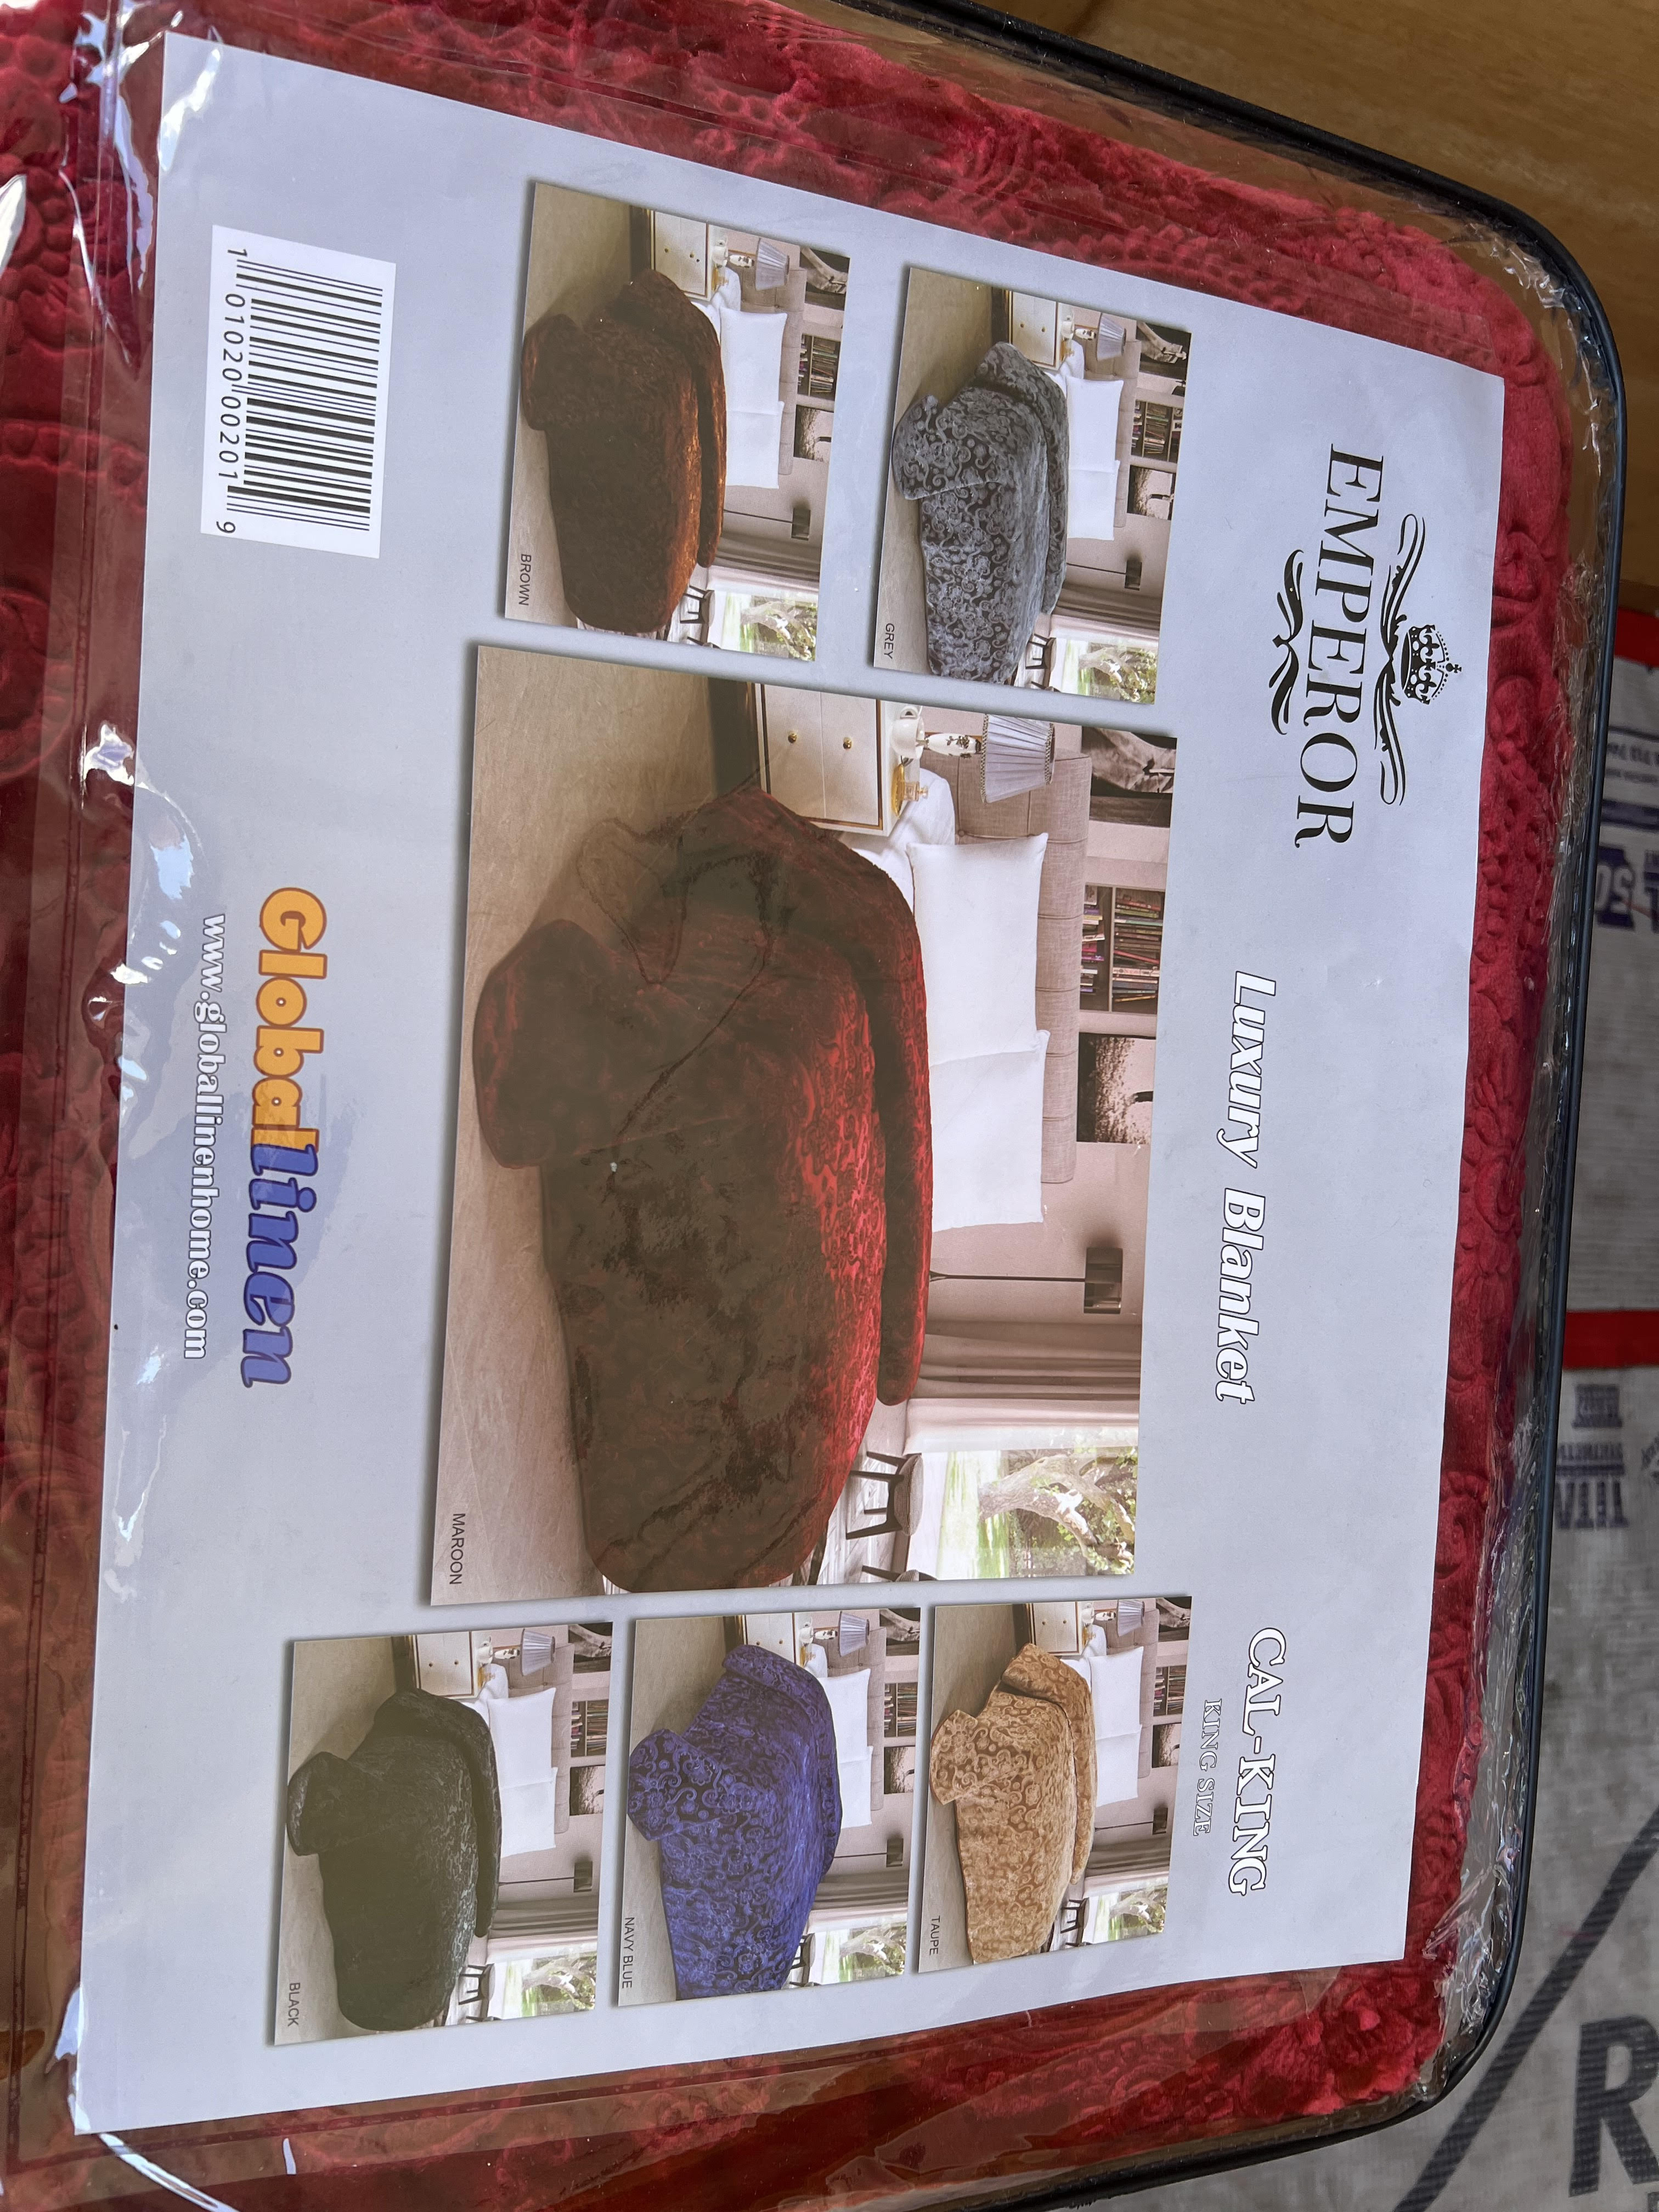 EMPEROR
Luxury Blanket
CAL-KING
KING SIZE
GREY
BROWN
MAROON
TAUPE
NAVY BLUE
BLACK
1 01020 00201 9
Globallinen
www.globallinenhome.com